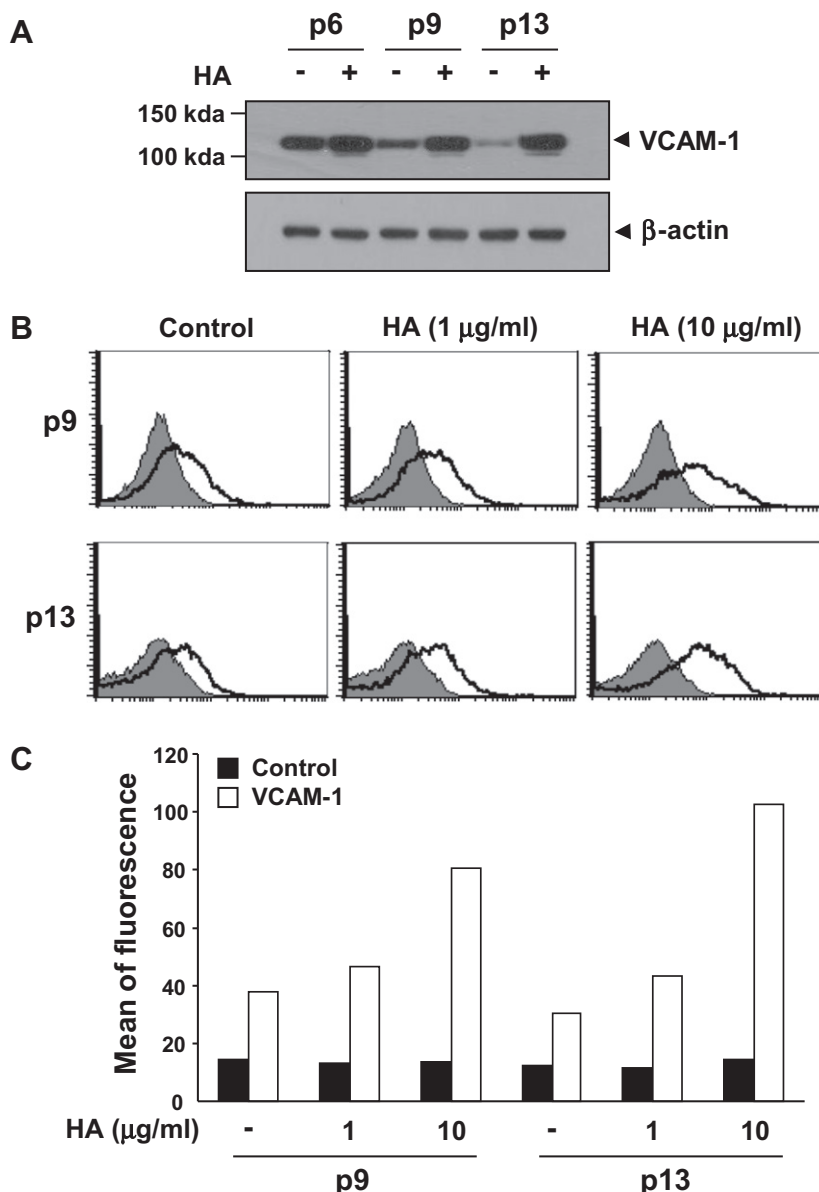 A
p6 p9 p13
HA - + - + - +
150 kda
100 kda
VCAM-1
β-actin
B
Control HA (1 μg/ml) HA (10 μg/ml)
p9
p13
C
Mean of fluorescence
120
100
80
60
40
20
0
Control
VCAM-1
HA (μg/ml) - 1 10 - 1 10
p9 p13